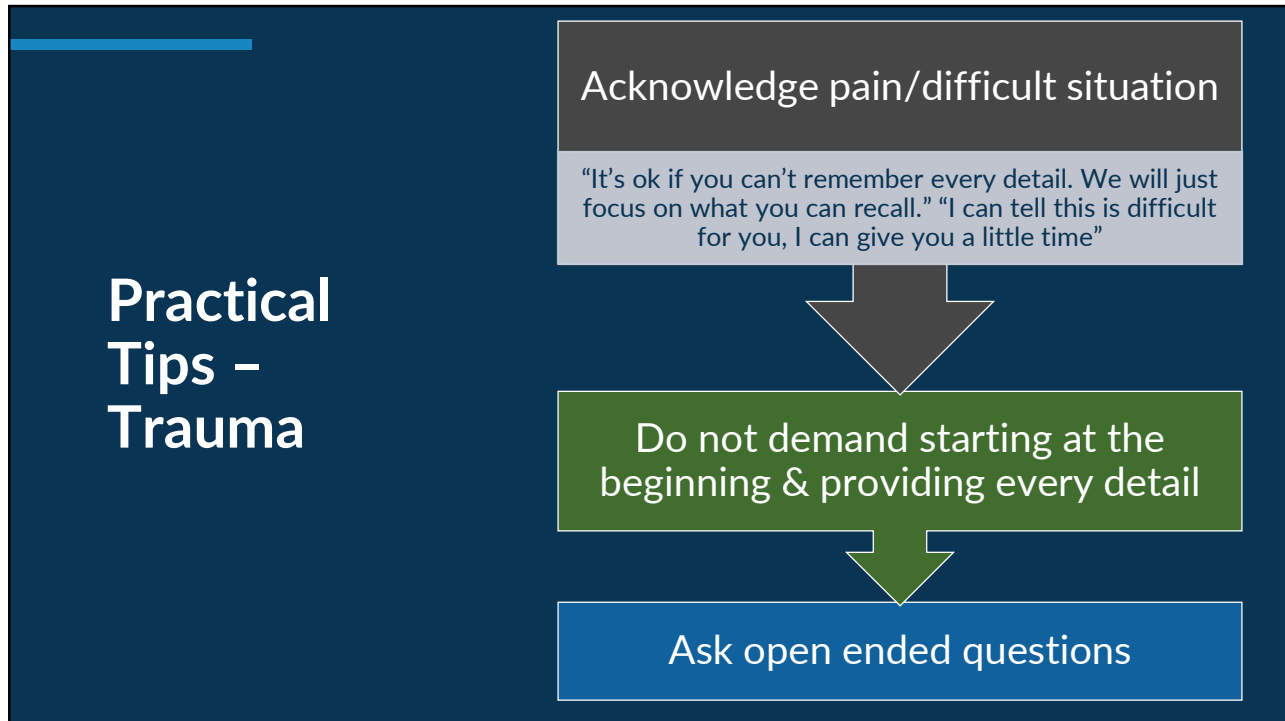 Practical
Tips –
Trauma
Acknowledge pain/difficult situation
“It’s ok if you can’t remember every detail. We will just
focus on what you can recall.” “I can tell this is difficult
for you, I can give you a little time”
Do not demand starting at the
beginning & providing every detail
Ask open ended questions